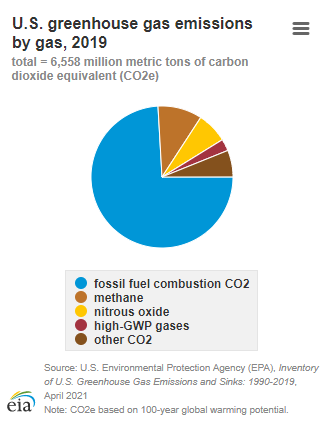 U.S. greenhouse gas emissions
by gas, 2019
total = 6,558 million metric tons of carbon
dioxide equivalent (CO2e)
fossil fuel combustion CO2
methane
nitrous oxide
high-GWP gases
other CO2
Source: U.S. Environmental Protection Agency (EPA), Inventory
of U.S. Greenhouse Gas Emissions and Sinks: 1990-2019,
April 2021
Note: CO2e based on 100-year global warming potential.
eia